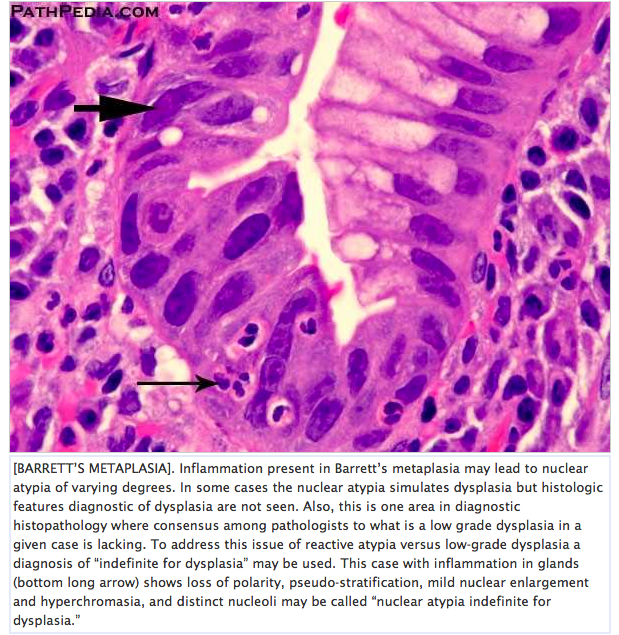 PATHPEDIA.COM
[BARRETT'S METAPLASIA]. Inflammation present in Barrett's metaplasia may lead to nuclear
atypia of varying degrees. In some cases the nuclear atypia simulates dysplasia but histologic
features diagnostic of dysplasia are not seen. Also, this is one area in diagnostic
histopathology where consensus among pathologists to what is a low grade dysplasia in a
given case is lacking. To address this issue of reactive atypia versus low-grade dysplasia a
diagnosis of “indefinite for dysplasia” may be used. This case with inflammation in glands
(bottom long arrow) shows loss of polarity, pseudo-stratification, mild nuclear enlargement
and hyperchromasia, and distinct nucleoli may be called “nuclear atypia indefinite for
dysplasia.”